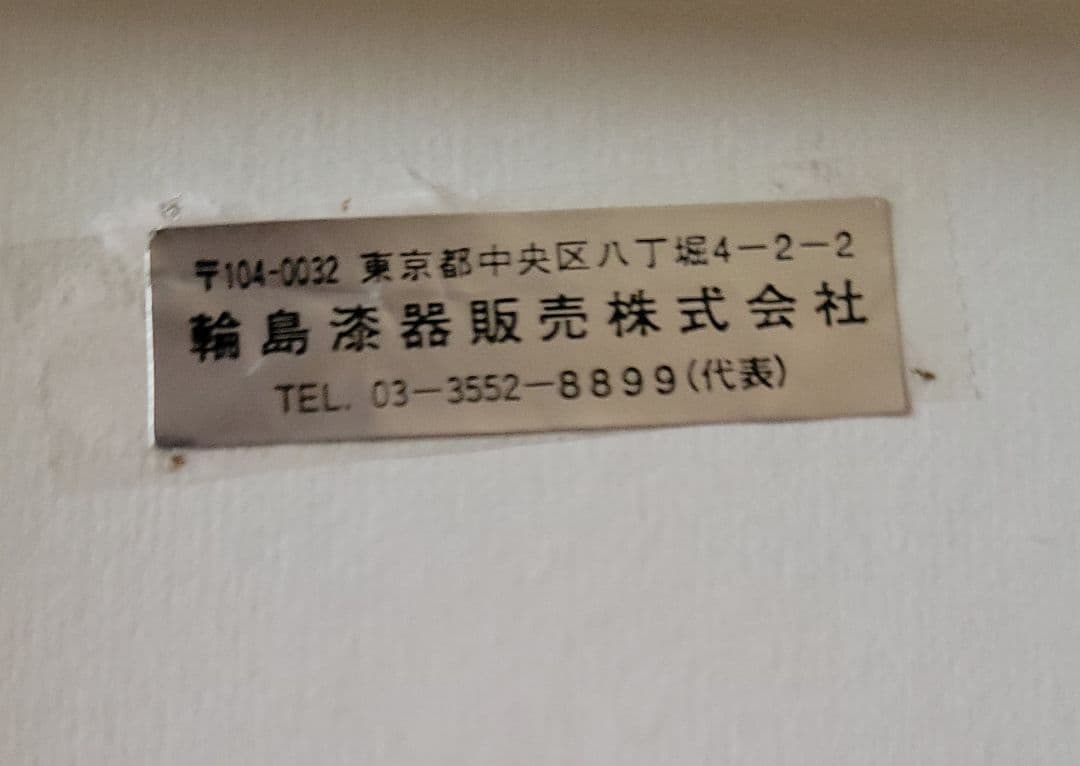 〒104-0032 東京都中央区八丁堀4-2-2
輪島漆器販売株式会社
TEL. 03-3552-8899(代表)